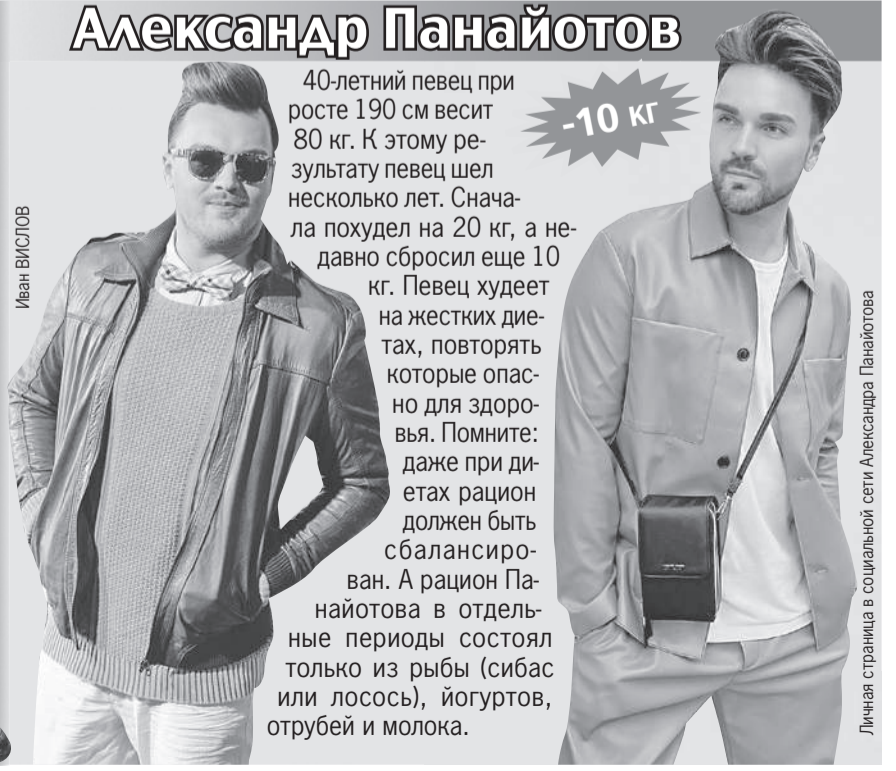 Александр Панайотов
40-летний певец при
росте 190 см весит
80 кг. К этому ре-
зультату певец шел
несколько лет. Снача-
ла похудел на 20 кг, а не-
давно сбросил еще 10
кг. Певец худеет
на жестких дие-
тах, повторять
которые опас-
но для здоро-
вья. Помните:
даже при ди-
етах рацион
должен быть
сбалансиро-
ван. А рацион Па-
найотова в отдель-
ные периоды состоял
только из рыбы (сибас
или лосось), йогуртов,
отрубей и молока.
-10 кг
Иван ВИСЛОВ
Личная страница в социальной сети Александра Панайотова